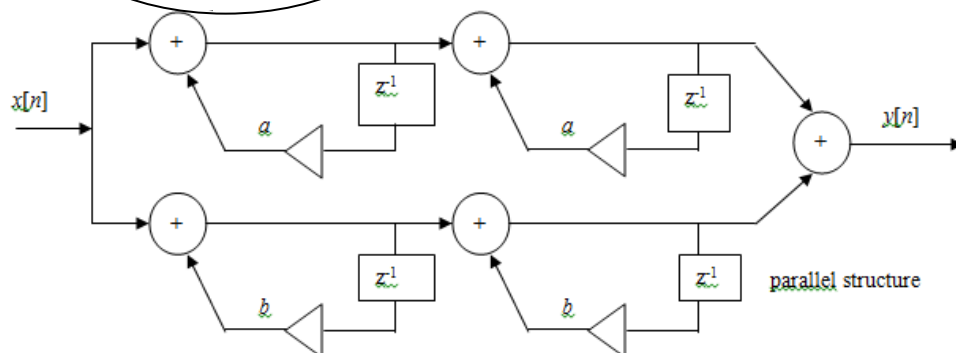 + +
x[n]
z⁻¹ z⁻¹
a a
y[n]
+
+ +
z⁻¹ z⁻¹
parallel structure
b b